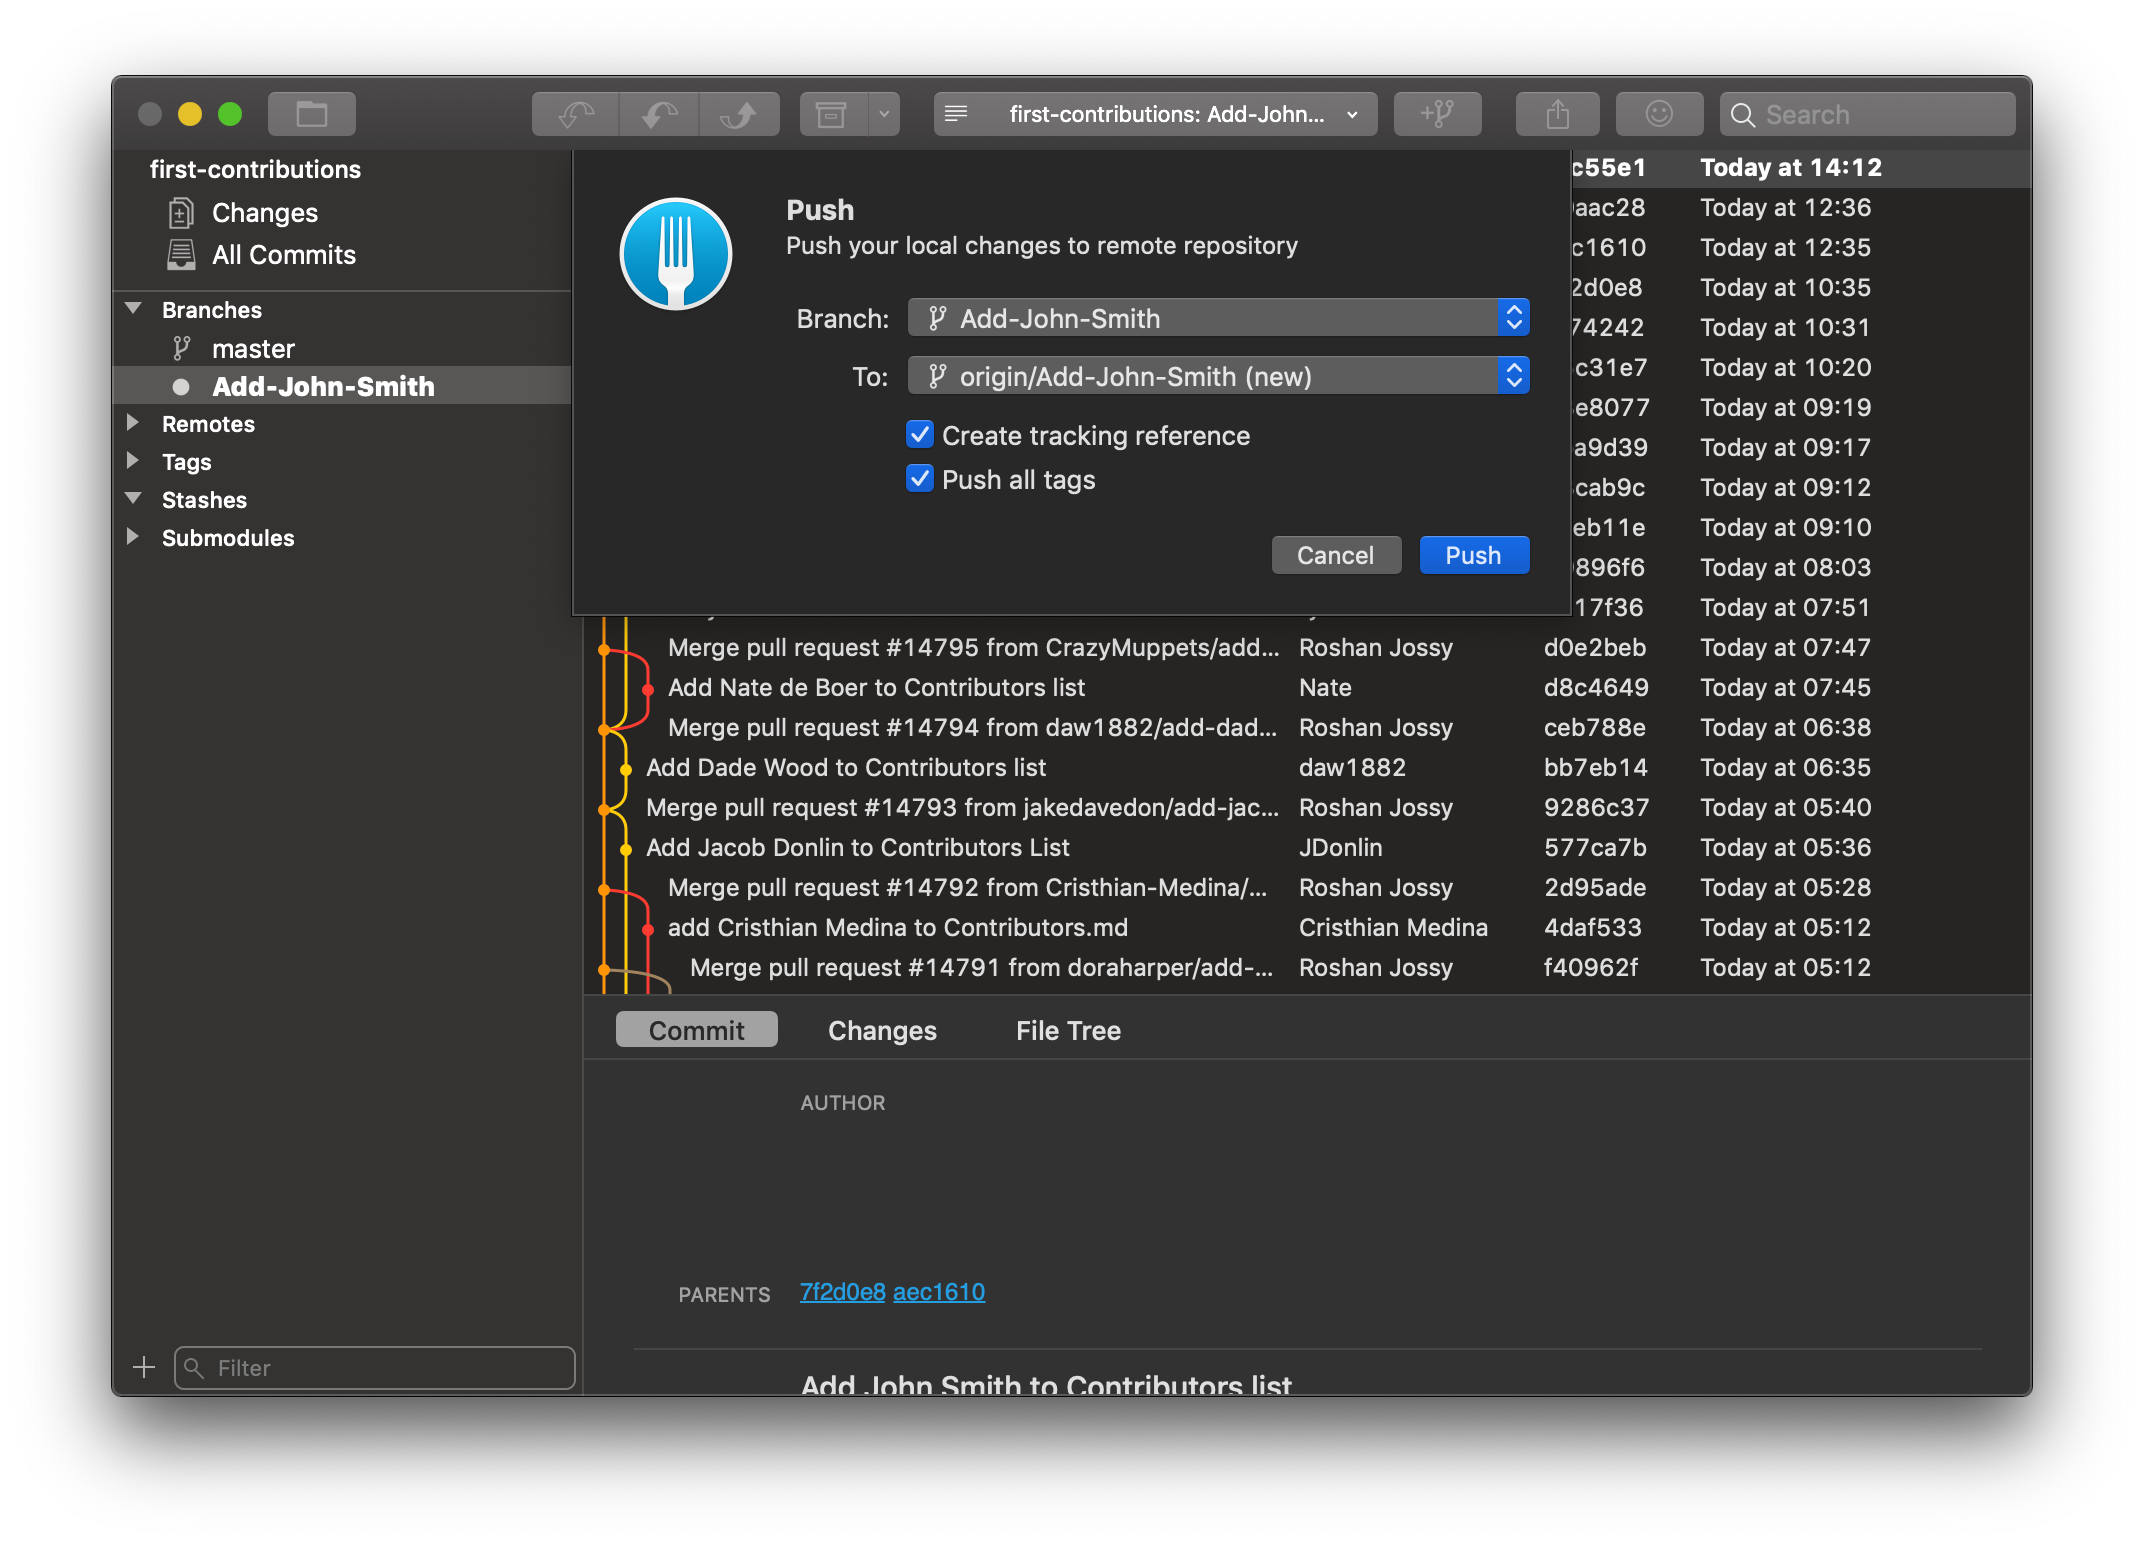 first-contributions: Add-John...
Search
first-contributions
Changes
All Commits
Branches
master
Add-John-Smith
Remotes
Tags
Stashes
Submodules
Filter
Push
Push your local changes to remote repository
Branch: Add-John-Smith
To: origin/Add-John-Smith (new)
Create tracking reference
Push all tags
Cancel Push
c55e1 Today at 14:12
aac28 Today at 12:36
c1610 Today at 12:35
2d0e8 Today at 10:35
74242 Today at 10:31
c31e7 Today at 10:20
e8077 Today at 09:19
a9d39 Today at 09:17
cab9c Today at 09:12
eb11e Today at 09:10
896f6 Today at 08:03
17f36 Today at 07:51
Merge pull request #14795 from CrazyMuppets/add... Roshan Jossy d0e2beb Today at 07:47
Add Nate de Boer to Contributors list Nate d8c4649 Today at 07:45
Merge pull request #14794 from daw1882/add-dad... Roshan Jossy ceb788e Today at 06:38
Add Dade Wood to Contributors list daw1882 bb7eb14 Today at 06:35
Merge pull request #14793 from jakedavedon/add-jac... Roshan Jossy 9286c37 Today at 05:40
Add Jacob Donlin to Contributors List JDonlin 577ca7b Today at 05:36
Merge pull request #14792 from Cristhian-Medina/... Roshan Jossy 2d95ade Today at 05:28
add Cristhian Medina to Contributors.md Cristhian Medina 4daf533 Today at 05:12
Merge pull request #14791 from doraharper/add-... Roshan Jossy f40962f Today at 05:12
Commit Changes File Tree
AUTHOR
PARENTS 7f2d0e8 aec1610
Add John Smith to Contributors list